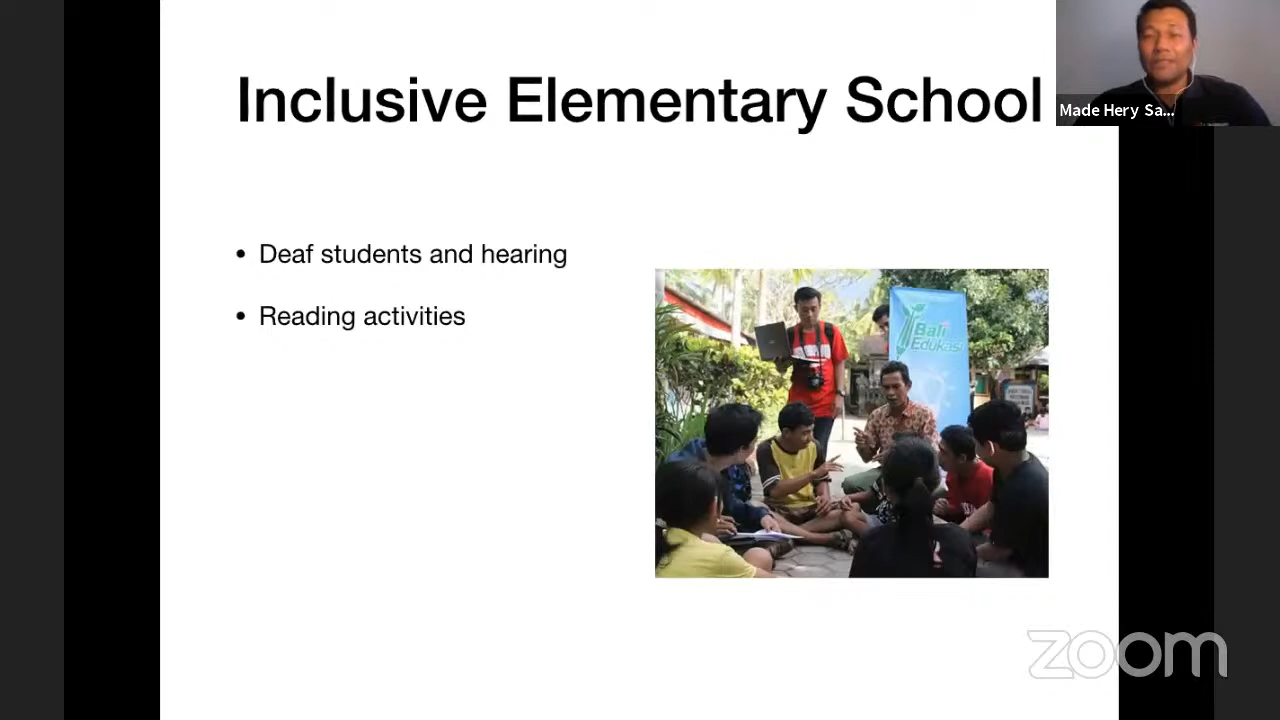 Inclusive Elementary School
Made Hery Sa...
• Deaf students and hearing
• Reading activities
Bali
Edukasi
zoom